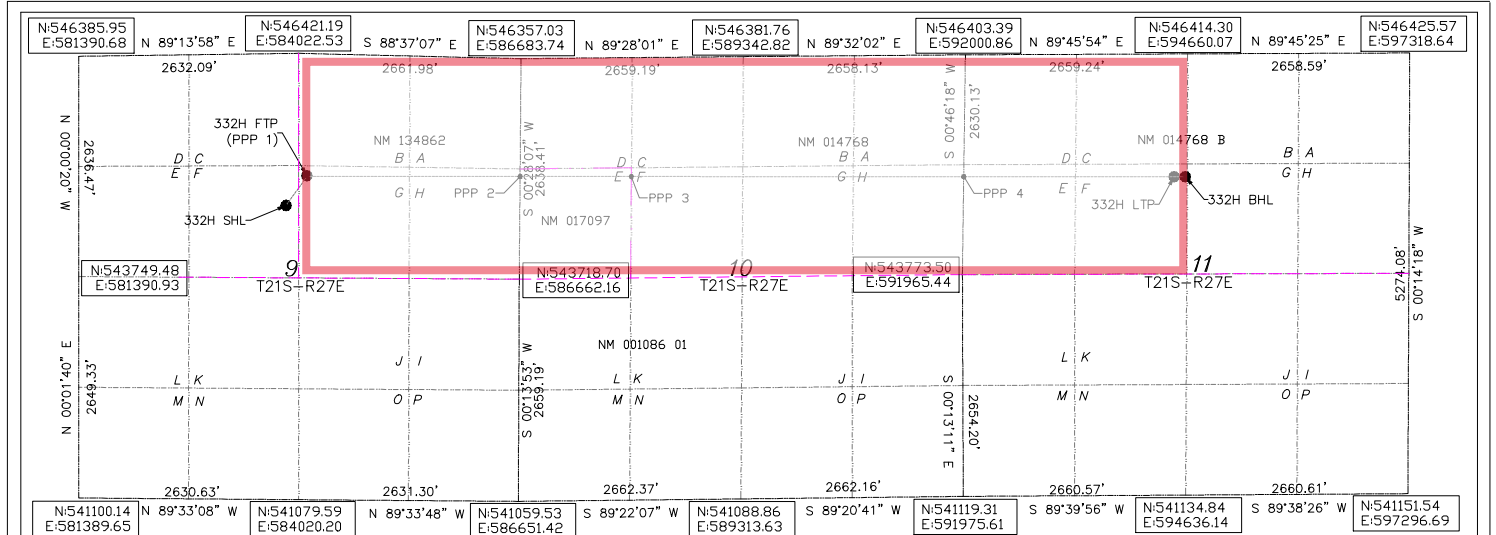 N:546385.95
E:581390.68
N 89°13'58" E
N:546421.19
E:584022.53
S 88°37'07" E
N:546357.03
E:586683.74
N 89°28'01" E
N:546381.76
E:589342.82
N 89°32'02" E
N:546403.39
E:592000.86
N 89°45'54" E
N:546414.30
E:594660.07
N 89°45'25" E
N:546425.57
E:597318.64
2632.09'
2661.98'
2659.19'
2658.13'
2659.24'
2658.59'
N 00°00'20" W
2636.47'
332H FTP
(PPP 1)
NM 134862
S 00°28'07" W
2638.41'
NM 014768
S 00°46'18" W
2630.13'
NM 014768 B
D C
E F
B A
G H
D C
E F
B A
G H
D C
E F
B A
G H
332H SHL
PPP 2
PPP 3
PPP 4
332H LTP
332H BHL
NM 017097
N:543749.48
E:581390.93
9
T21S-R27E
N:543718.70
E:586662.16
10
T21S-R27E
N:543773.50
E:591965.44
11
T21S-R27E
5274.08'
S 00°14'18" W
N 00°01'40" E
2649.33'
NM 001086 01
S 00°13'53" W
2659.19'
S 00°13'11" E
2654.20'
L K
M N
J I
O P
L K
M N
J I
O P
L K
M N
J I
O P
2630.63'
2631.30'
2662.37'
2662.16'
2660.57'
2660.61'
N:541100.14
E:581389.65
N 89°33'08" W
N:541079.59
E:584020.20
N 89°33'48" W
N:541059.53
E:586651.42
S 89°22'07" W
N:541088.86
E:589313.63
S 89°20'41" W
N:541119.31
E:591975.61
S 89°39'56" W
N:541134.84
E:594636.14
S 89°38'26" W
N:541151.54
E:597296.69